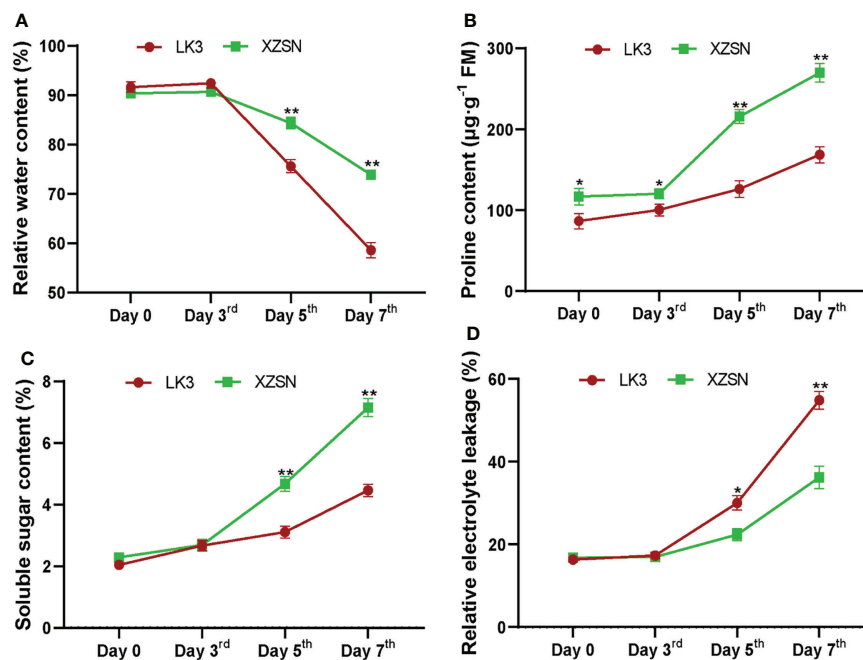 A
LK3 XZSN
Relative water content (%)
100
90
80
70
60
50
**
**
Day 0 Day 3rd Day 5th Day 7th
B
LK3 XZSN
Proline content (µg·g-1 FM)
300
200
100
0
*
*
**
**
Day 0 Day 3rd Day 5th Day 7th
C
LK3 XZSN
Soluble sugar content (%)
8
6
4
2
0
**
**
Day 0 Day 3rd Day 5th Day 7th
D
LK3 XZSN
Relative electrolyte leakage (%)
60
40
20
0
*
**
Day 0 Day 3rd Day 5th Day 7th